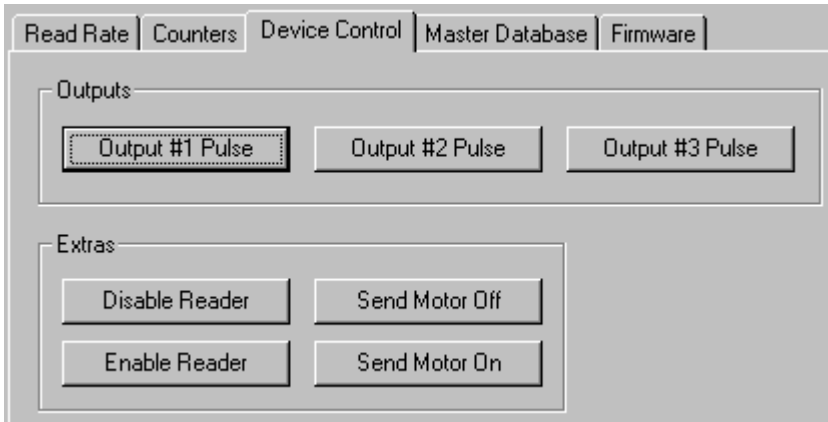 Read Rate Counters Device Control Master Database Firmware
Outputs
Output #1 Pulse Output #2 Pulse Output #3 Pulse
Extras
Disable Reader Send Motor Off
Enable Reader Send Motor On